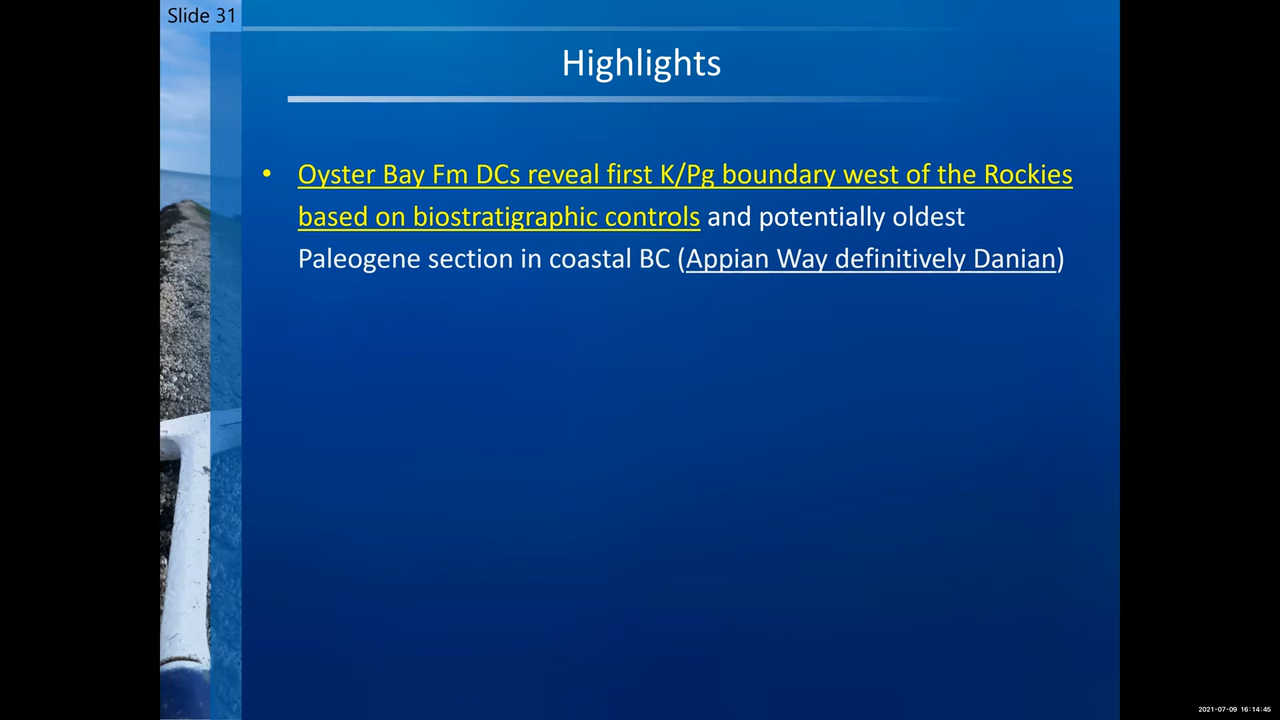 Slide 31
Highlights
• Oyster Bay Fm DCs reveal first K/Pg boundary west of the Rockies
based on biostratigraphic controls and potentially oldest
Paleogene section in coastal BC (Appian Way definitively Danian)
2021-07-09 16:14:45